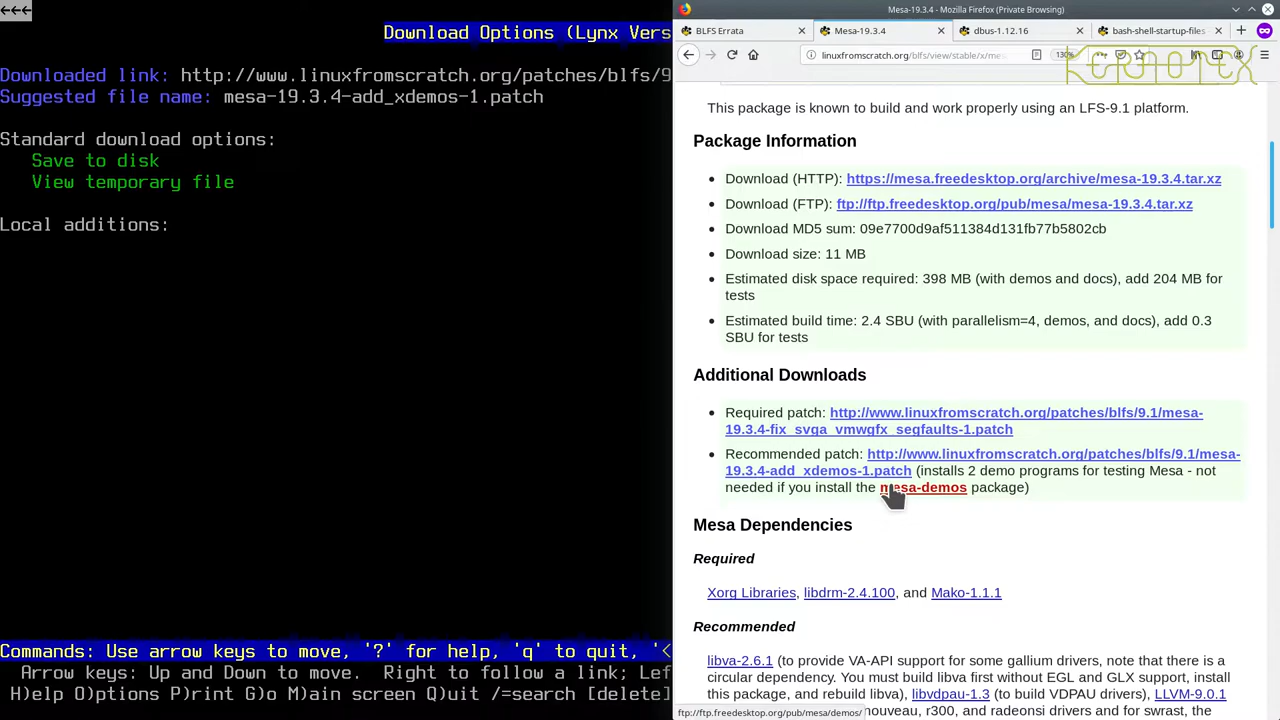 ←←←
Download Options (Lynx Vers
Downloaded link: http://www.linuxfromscratch.org/patches/blfs/9
Suggested file name: mesa-19.3.4-add_xdemos-1.patch
Standard download options:
Save to disk
View temporary file
Local additions:
Commands: Use arrow keys to move, '?' for help, 'q' to quit, '<
Arrow keys: Up and Down to move. Right to follow a link; Lef
H)elp O)ptions P)rint G)o M)ain screen Q)uit /=search [delete]
Mesa-19.3.4 - Mozilla Firefox (Private Browsing)
BLFS Errata
Mesa-19.3.4
dbus-1.12.16
bash-shell-startup-files
linuxfromscratch.org/blfs/view/stable/x/me
130%
This package is known to build and work properly using an LFS-9.1 platform.
Package Information
• Download (HTTP): https://mesa.freedesktop.org/archive/mesa-19.3.4.tar.xz
• Download (FTP): ftp://ftp.freedesktop.org/pub/mesa/mesa-19.3.4.tar.xz
• Download MD5 sum: 09e7700d9af511384d131fb77b5802cb
• Download size: 11 MB
• Estimated disk space required: 398 MB (with demos and docs), add 204 MB for
tests
• Estimated build time: 2.4 SBU (with parallelism=4, demos, and docs), add 0.3
SBU for tests
Additional Downloads
• Required patch: http://www.linuxfromscratch.org/patches/blfs/9.1/mesa-
19.3.4-fix_svga_vmwgfx_segfaults-1.patch
• Recommended patch: http://www.linuxfromscratch.org/patches/blfs/9.1/mesa-
19.3.4-add_xdemos-1.patch (installs 2 demo programs for testing Mesa - not
needed if you install the mesa-demos package)
Mesa Dependencies
Required
Xorg Libraries, libdrm-2.4.100, and Mako-1.1.1
Recommended
libva-2.6.1 (to provide VA-API support for some gallium drivers, note that there is a
circular dependency. You must build libva first without EGL and GLX support, install
this package, and rebuild libva), libvdpau-1.3 (to build VDPAU drivers), LLVM-9.0.1
nouveau, r300, and radeonsi drivers and for swrast, the
ftp://ftp.freedesktop.org/pub/mesa/demos/